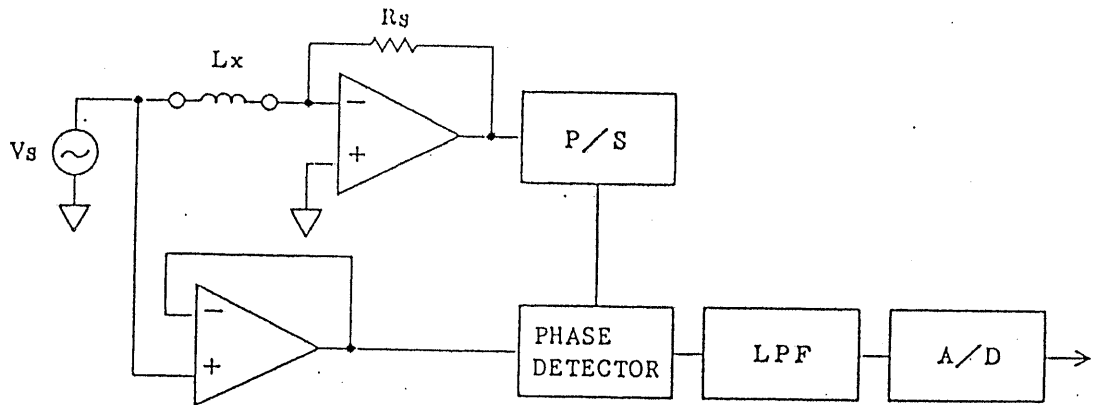 Rs
Lx
Vs
−
+
P/S
−
+
PHASE
DETECTOR
LPF
A/D